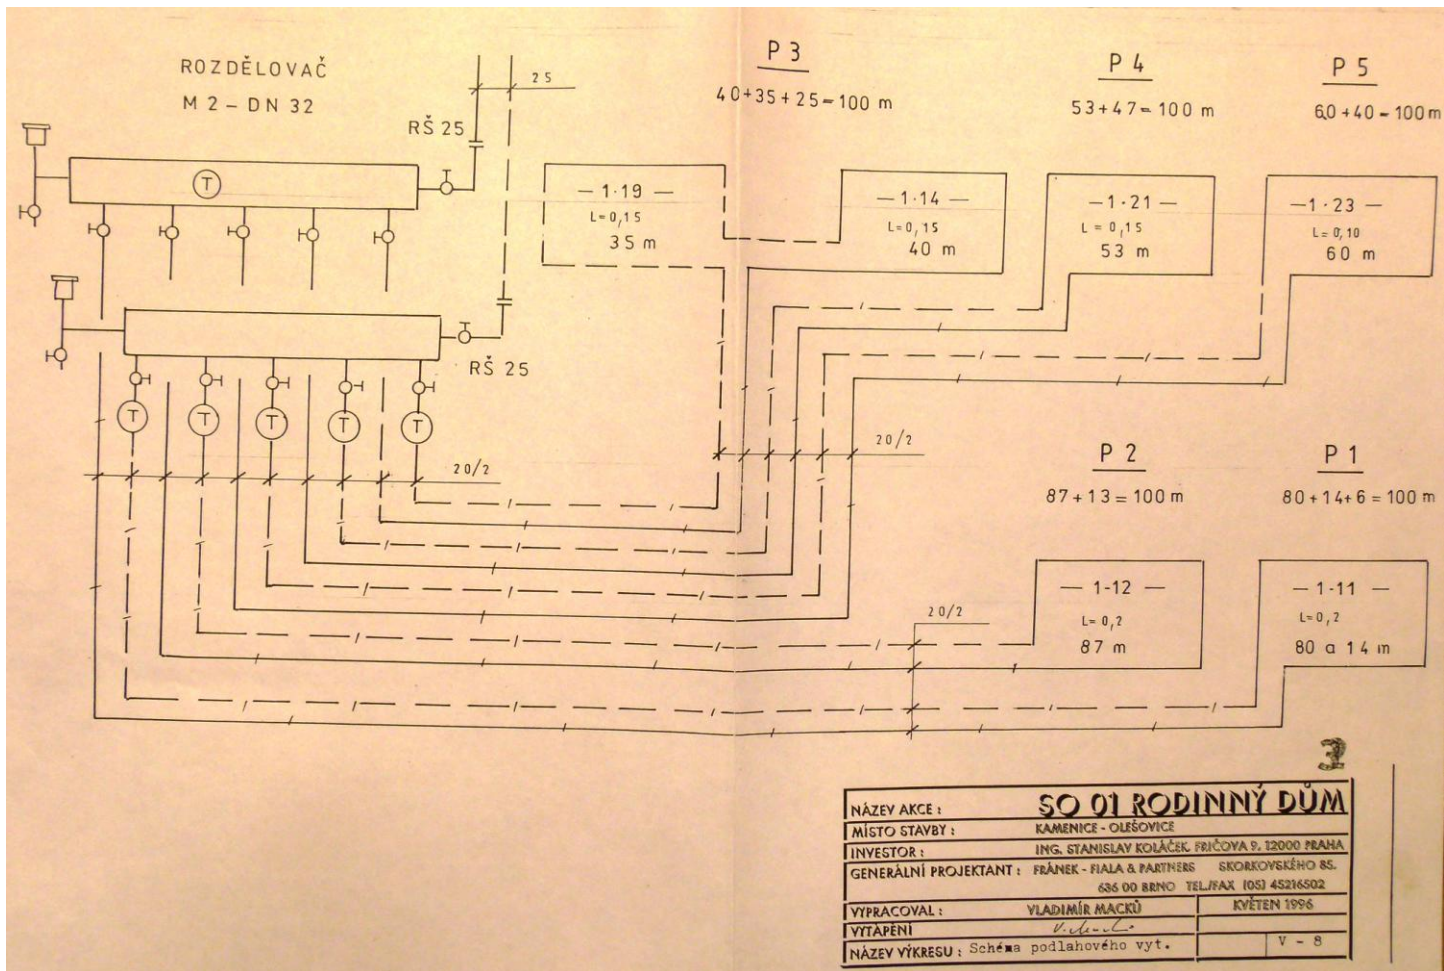 ROZDĚLOVAČ
M 2 – DN 32
RŠ 25
25
P 3
40+35+25=100 m
P 4
53+47=100 m
P 5
60+40=100 m
T
– 1·19 –
L=0,15
35 m
– 1·14 –
L=0,15
40 m
– 1·21 –
L=0,15
53 m
– 1·23 –
L=0,10
60 m
RŠ 25
T
T
T
T
T
20/2
20/2
P 2
87+13=100 m
P 1
80+14+6=100 m
20/2
– 1-12 –
L=0,2
87 m
– 1·11 –
L=0,2
80 a 14 m
3
NÁZEV AKCE : SO 01 RODINNÝ DŮM
MÍSTO STAVBY : KAMENICE - OLEŠOVICE
INVESTOR : ING. STANISLAV KOLÁČEK, FRIČOVA 9, 12000 PRAHA
GENERÁLNÍ PROJEKTANT : FRÁNEK - FIALA & PARTNERS SKORKOVSKÉHO 85,
636 00 BRNO TEL./FAX (05) 45216502
VYPRACOVAL : VLADIMÍR MACKŮ KVĚTEN 1996
VYTÁPĚNÍ
NÁZEV VÝKRESU : Schéma podlahového vyt. V – 8